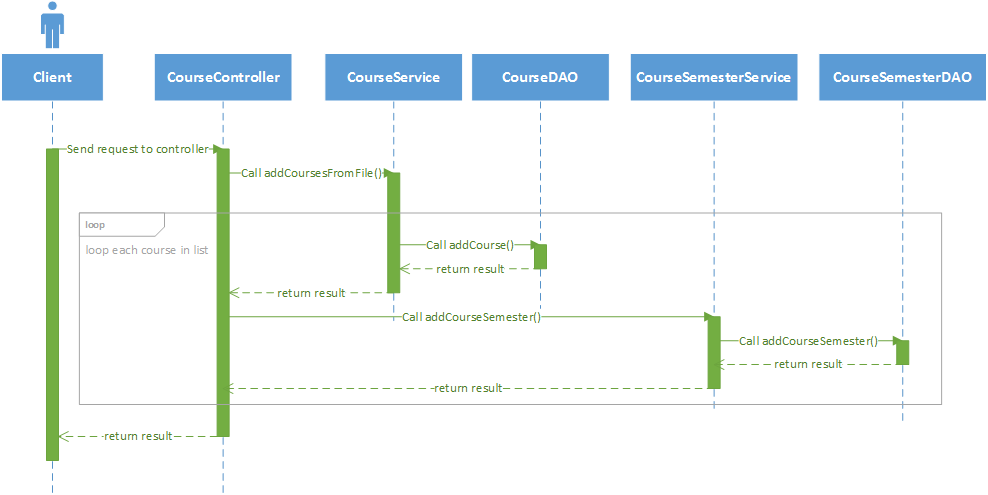 Client
CourseController
CourseService
CourseDAO
CourseSemesterService
CourseSemesterDAO
Send request to controller
Call addCoursesFromFile()
loop
loop each course in list
Call addCourse()
return result
return result
Call addCourseSemester()
Call addCourseSemester()
return result
return result
return result